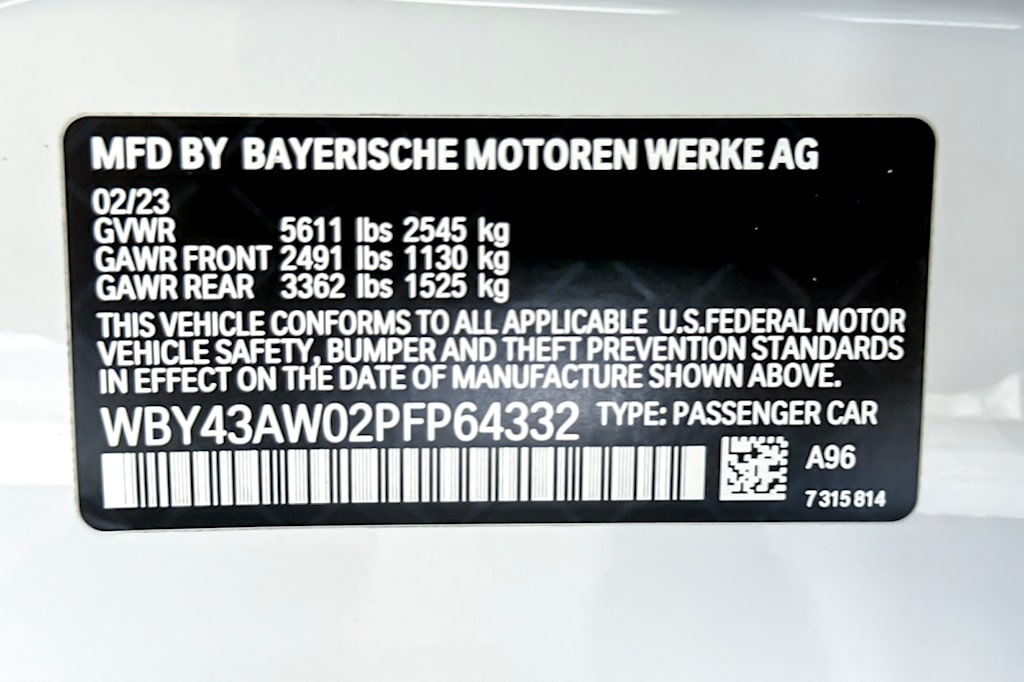 MFD BY BAYERISCHE MOTOREN WERKE AG
02/23
GVWR 5611 lbs 2545 kg
GAWR FRONT 2491 lbs 1130 kg
GAWR REAR 3362 lbs 1525 kg
THIS VEHICLE CONFORMS TO ALL APPLICABLE U.S.FEDERAL MOTOR
VEHICLE SAFETY, BUMPER AND THEFT PREVENTION STANDARDS
IN EFFECT ON THE DATE OF MANUFACTURE SHOWN ABOVE.
WBY43AW02PFP64332 TYPE: PASSENGER CAR
A96
7 315 814